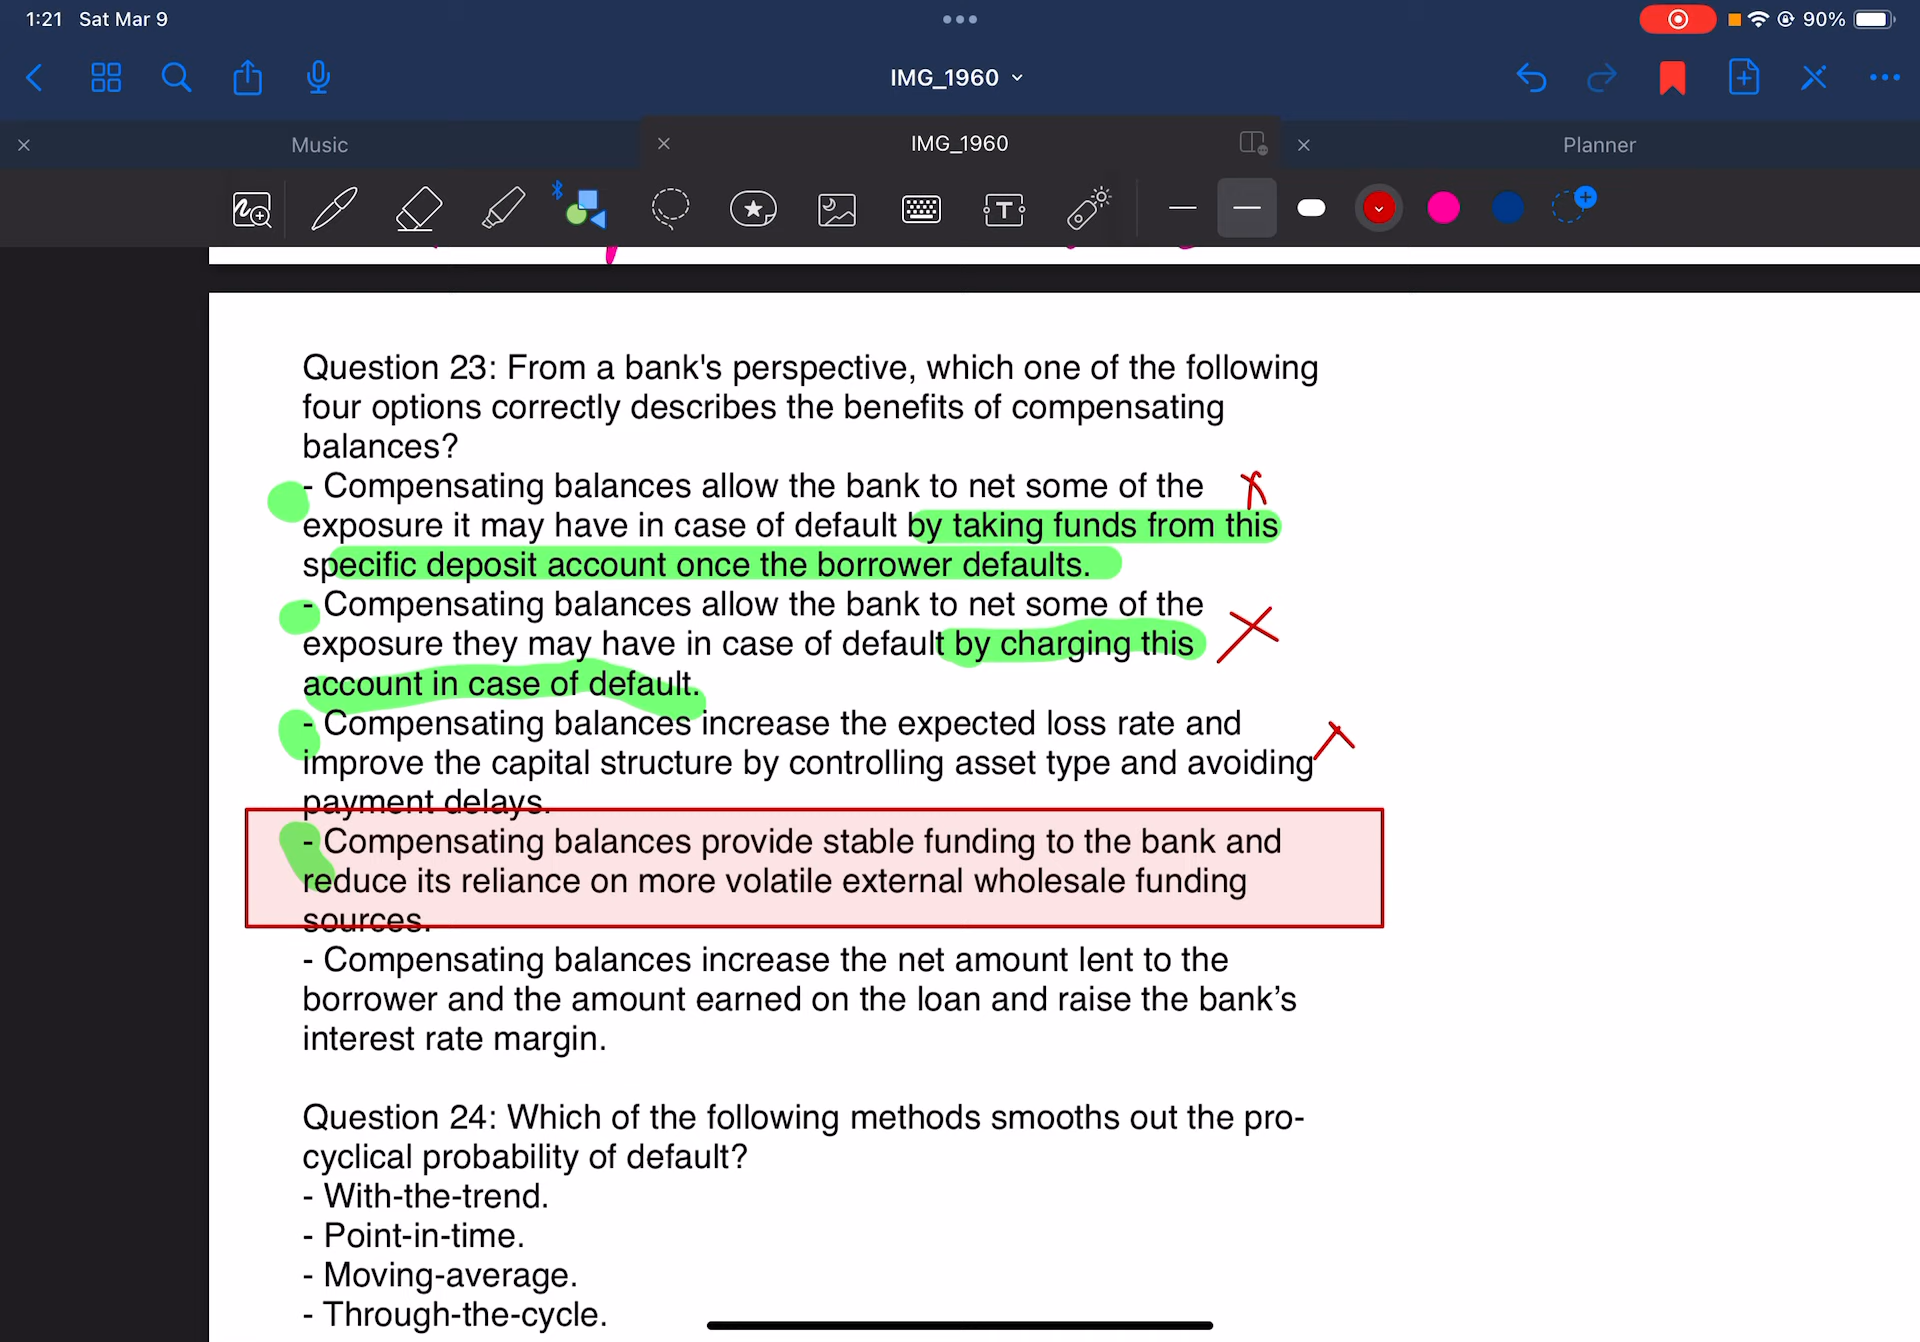 1:21 Sat Mar 9
90%
IMG_1960
Music
IMG_1960
Planner
Question 23: From a bank's perspective, which one of the following
four options correctly describes the benefits of compensating
balances?
- Compensating balances allow the bank to net some of the
exposure it may have in case of default by taking funds from this
specific deposit account once the borrower defaults.
- Compensating balances allow the bank to net some of the
exposure they may have in case of default by charging this
account in case of default.
- Compensating balances increase the expected loss rate and
improve the capital structure by controlling asset type and avoiding
payment delays.
- Compensating balances provide stable funding to the bank and
reduce its reliance on more volatile external wholesale funding
sources.
- Compensating balances increase the net amount lent to the
borrower and the amount earned on the loan and raise the bank’s
interest rate margin.
Question 24: Which of the following methods smooths out the pro-
cyclical probability of default?
- With-the-trend.
- Point-in-time.
- Moving-average.
- Through-the-cycle.